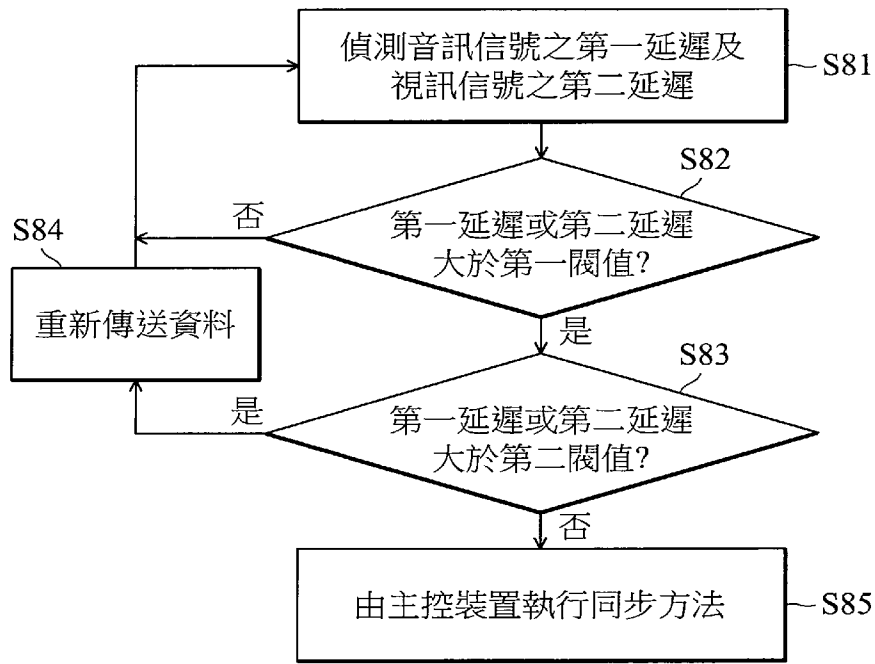 偵測音訊信號之第一延遲及
視訊信號之第二延遲
S81
S82
第一延遲或第二延遲
大於第一閥值?
否
S84
重新傳送資料
是
S83
第一延遲或第二延遲
大於第二閥值?
是
否
由主控裝置執行同步方法
S85